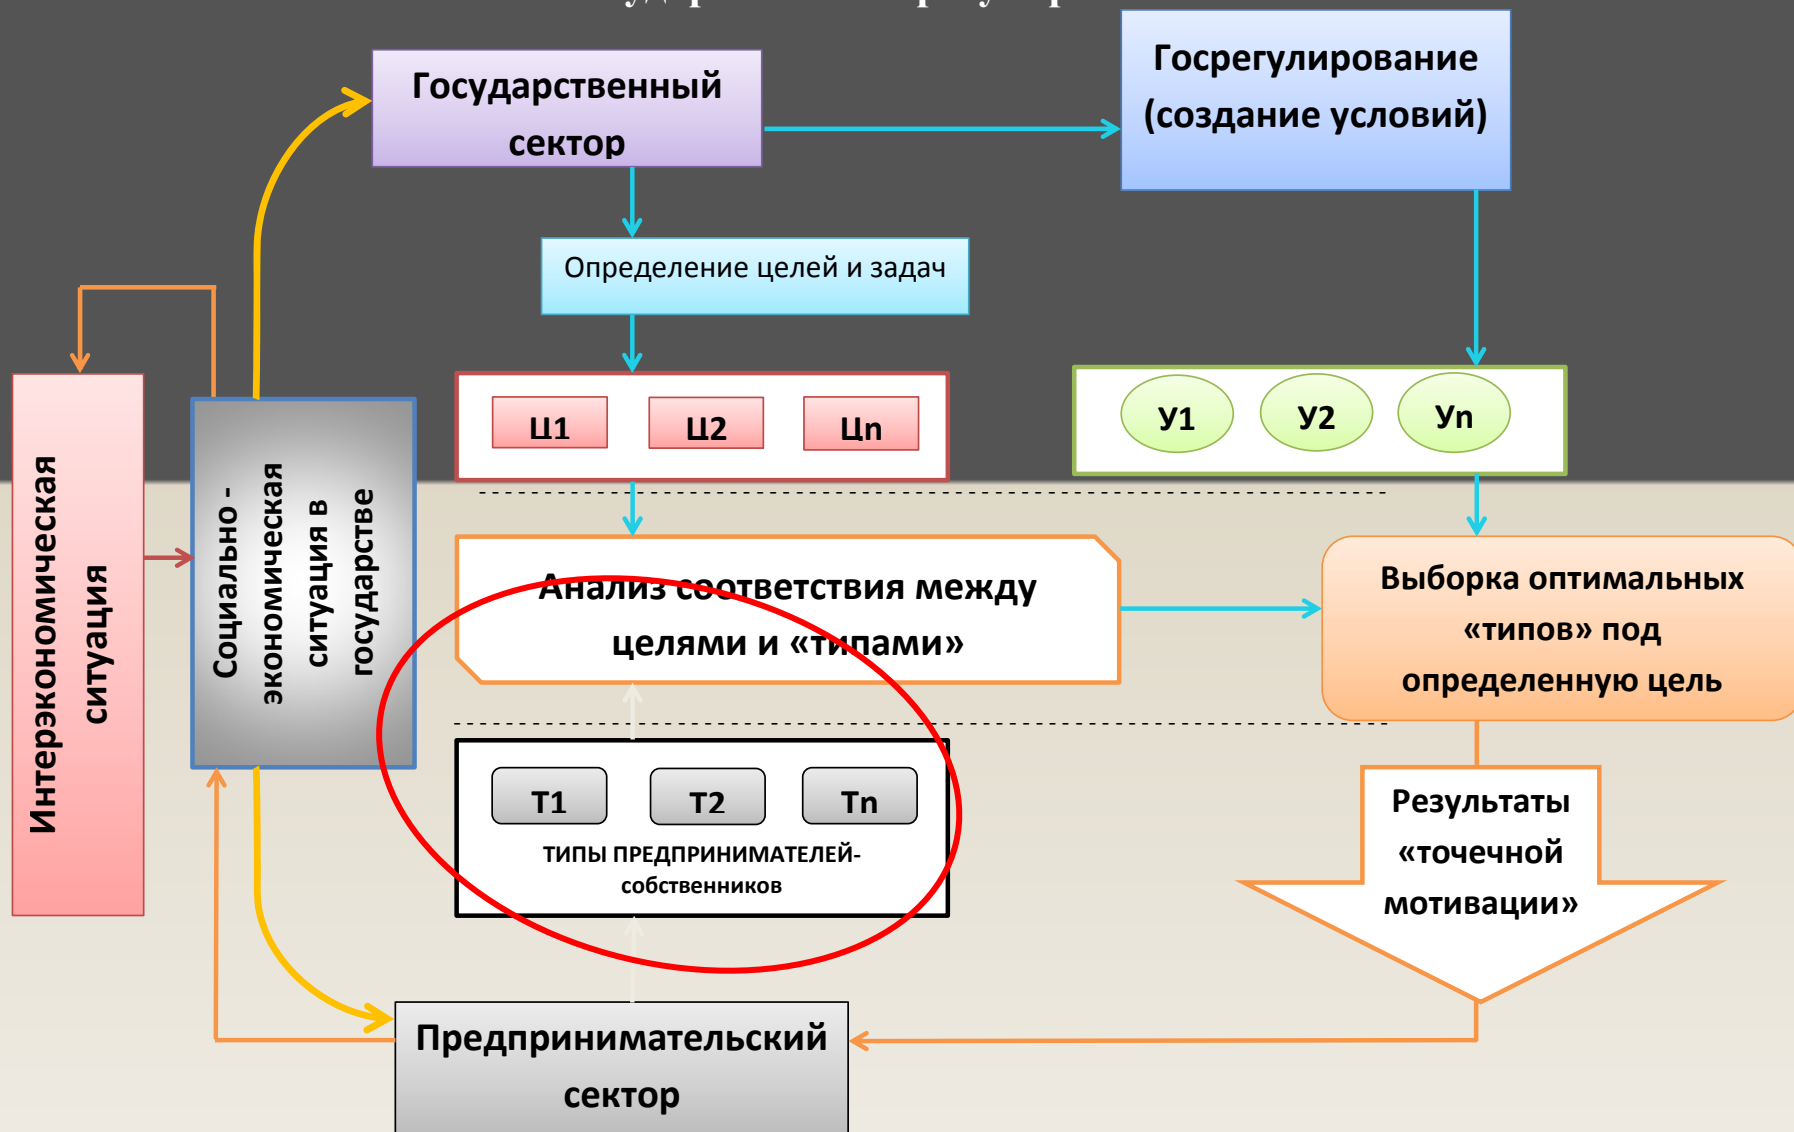 Государственный
сектор
Госрегулирование
(создание условий)
Определение целей и задач
Ц1
Ц2
Цn
У1
У2
Уn
Интерэкономическая
ситуация
Социально -
экономическая
ситуация в
государстве
Анализ соответствия между
целями и «типами»
Выборка оптимальных
«типов» под
определенную цель
Т1
Т2
Тn
ТИПЫ ПРЕДПРИНИМАТЕЛЕЙ-
собственников
Результаты
«точечной
мотивации»
Предпринимательский
сектор